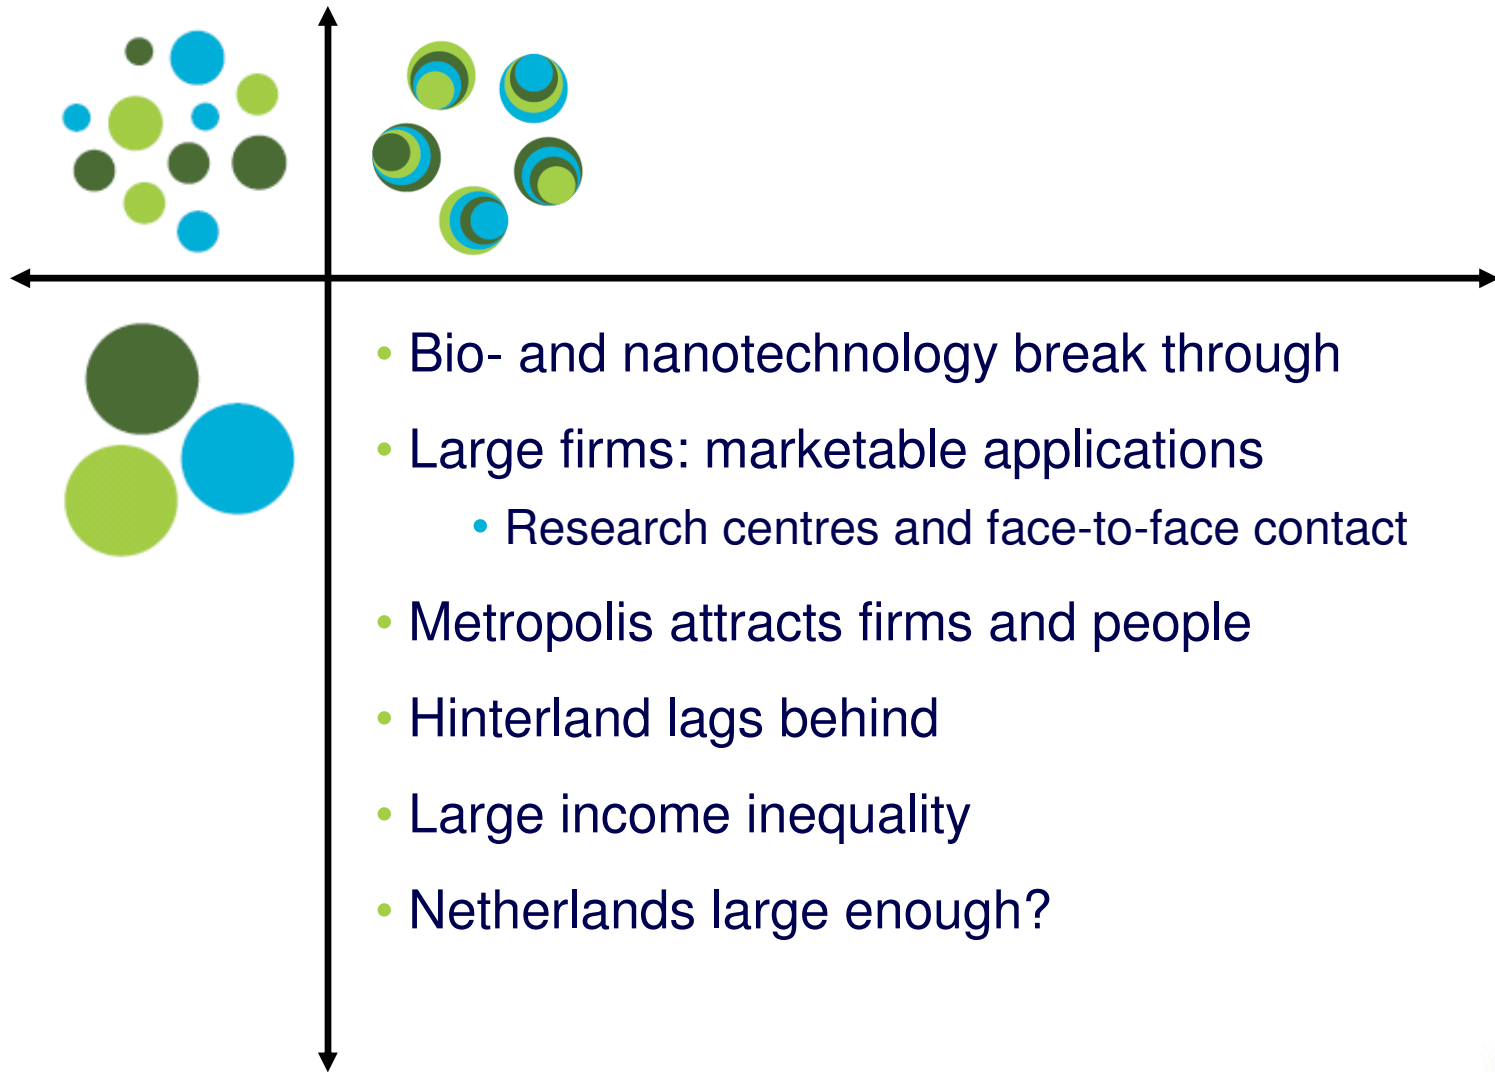 • Bio- and nanotechnology break through
• Large firms: marketable applications
• Research centres and face-to-face contact
• Metropolis attracts firms and people
• Hinterland lags behind
• Large income inequality
• Netherlands large enough?